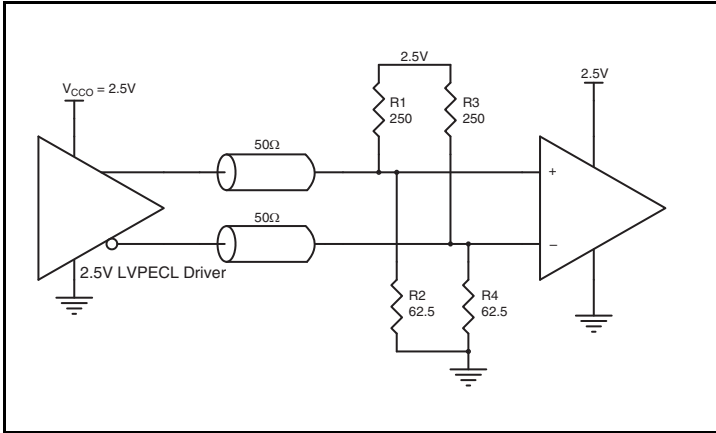 2.5V
2.5V
V_CCO = 2.5V
R1
250
R3
250
50Ω
+
50Ω
–
2.5V LVPECL Driver
R2
62.5
R4
62.5